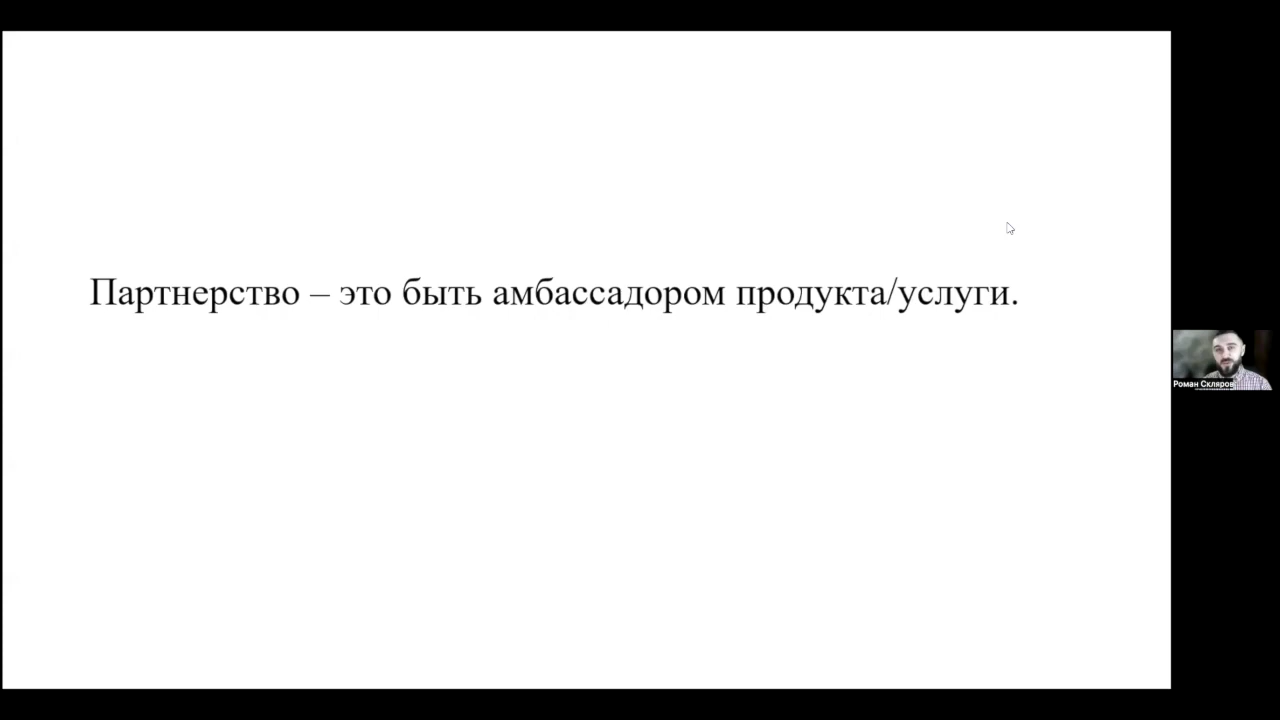 Партнерство – это быть амбассадором продукта/услуги.
Роман Скляров